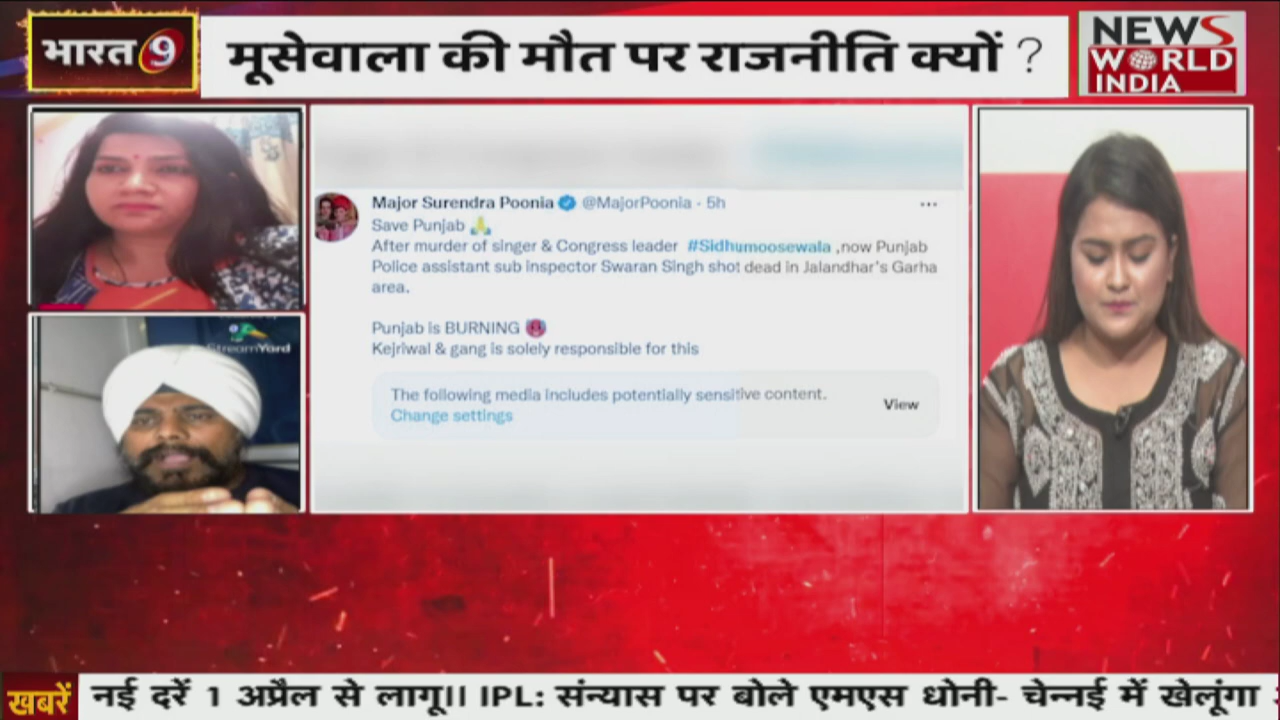 भारत 9
मूसेवाला की मौत पर राजनीति क्यों ?
NEWS
WORLD
INDIA
StreamYard
Major Surendra Poonia @MajorPoonia · 5h
Save Punjab 🙏
After murder of singer & Congress leader #Sidhumoosewala ,now Punjab
Police assistant sub inspector Swaran Singh shot dead in Jalandhar's Garha
area.
Punjab is BURNING
Kejriwal & gang is solely responsible for this
The following media includes potentially sensitive content.
Change settings
View
खबरें
नई दरें 1 अप्रैल से लागू।। IPL: संन्यास पर बोले एमएस धोनी- चेन्नई में खेलूंगा